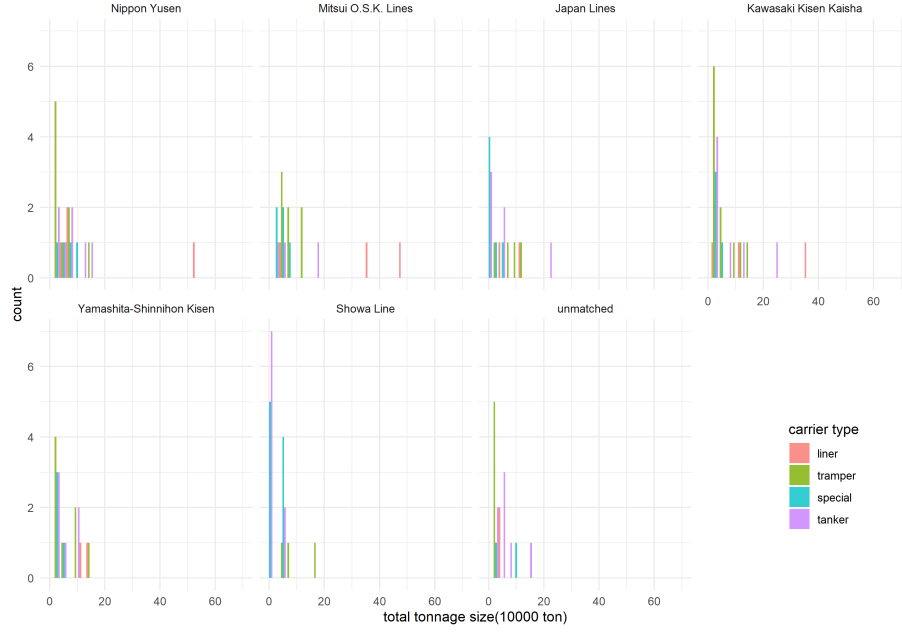 Nippon Yusen
Mitsui O.S.K. Lines
Japan Lines
Kawasaki Kisen Kaisha
6
4
2
0
0 20 40 60
count
Yamashita-Shinnihon Kisen
Showa Line
unmatched
6
4
2
0
0 20 40 60
0 20 40 60
0 20 40 60
total tonnage size(10000 ton)
carrier type
liner
tramper
special
tanker